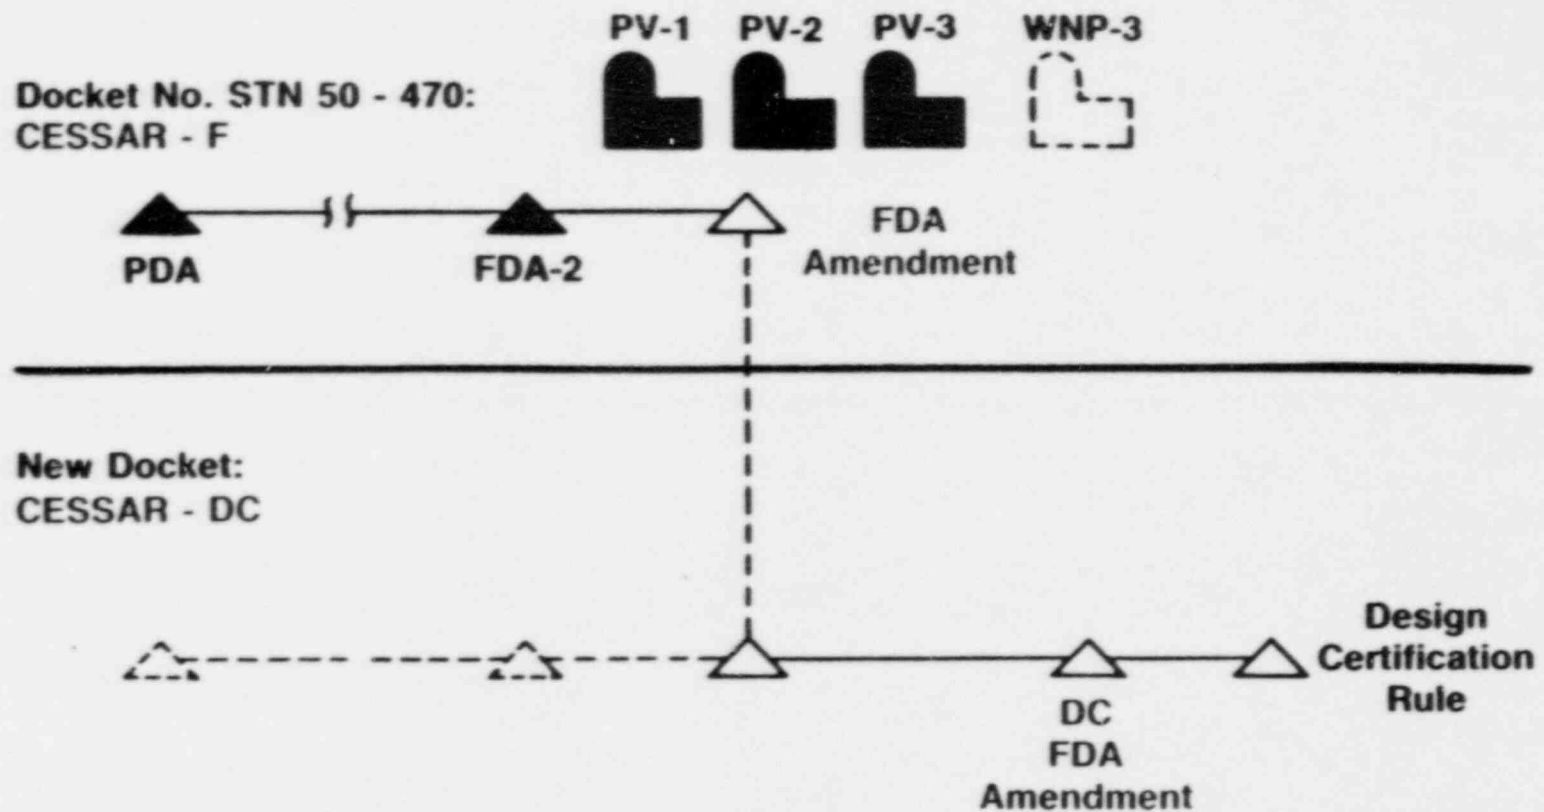 PV-1 PV-2 PV-3 WNP-3
Docket No. STN 50 - 470:
CESSAR - F
PDA
FDA-2
FDA
Amendment
New Docket:
CESSAR - DC
Design
Certification
Rule
DC
FDA
Amendment